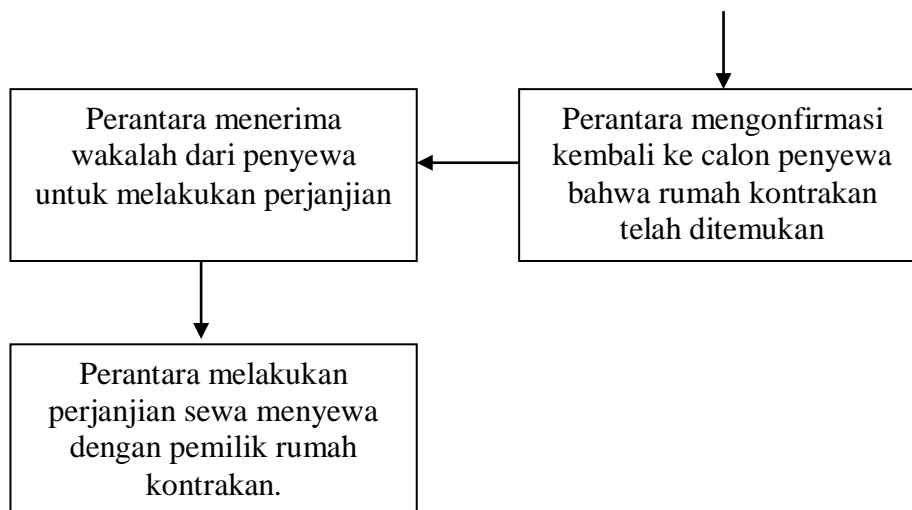 Perantara mengonfirmasi
kembali ke calon penyewa
bahwa rumah kontrakan
telah ditemukan
Perantara menerima
wakalah dari penyewa
untuk melakukan perjanjian
Perantara melakukan
perjanjian sewa menyewa
dengan pemilik rumah
kontrakan.